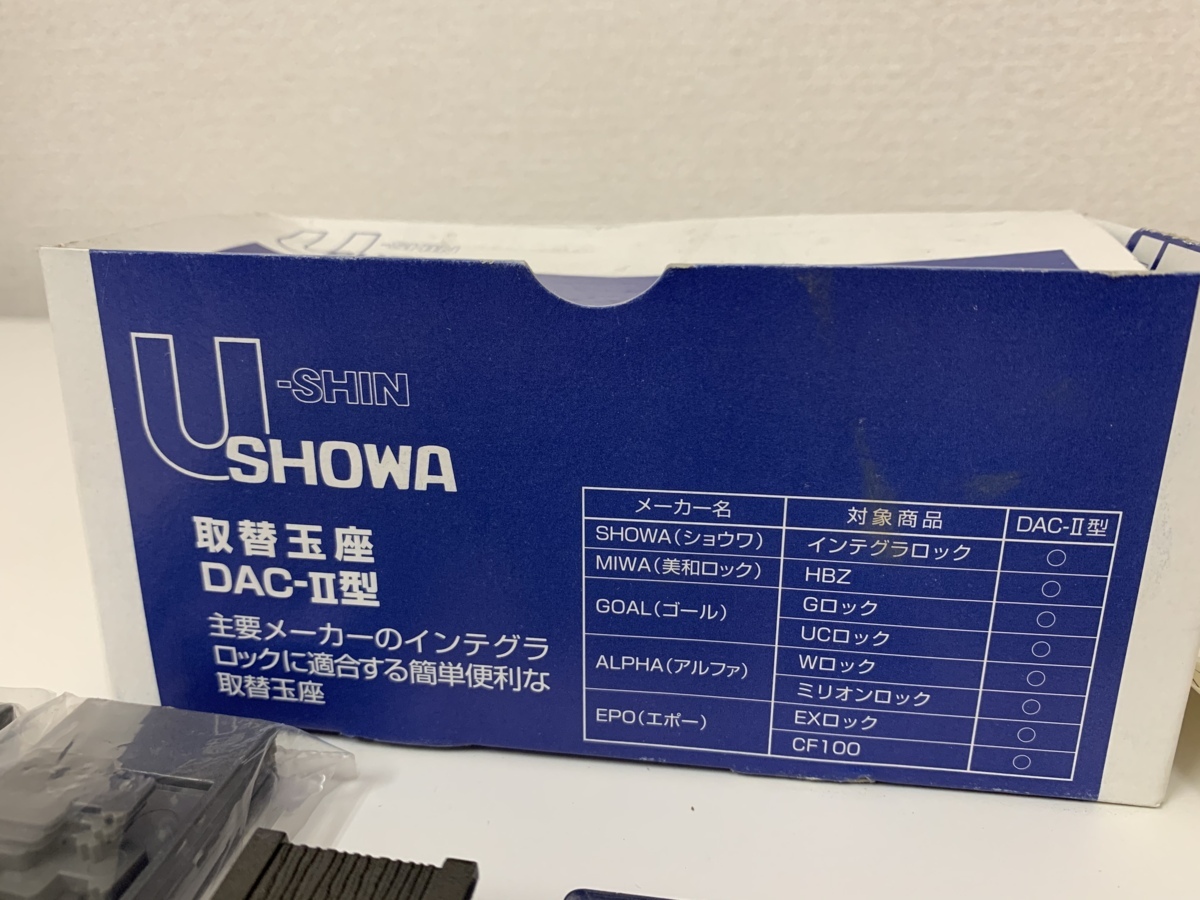 U-SHIN
SHOWA
取替玉座
DAC-Ⅱ型
主要メーカーのインテグラ
ロックに適合する簡単便利な
取替玉座
メーカー名 対象商品 DAC-Ⅱ型
SHOWA(ショウワ) インテグラロック ○
MIWA(美和ロック) HBZ ○
GOAL(ゴール) Gロック ○
UCロック ○
ALPHA(アルファ) Wロック ○
ミリオンロック ○
EPO(エポー) EXロック ○
CF100 ○